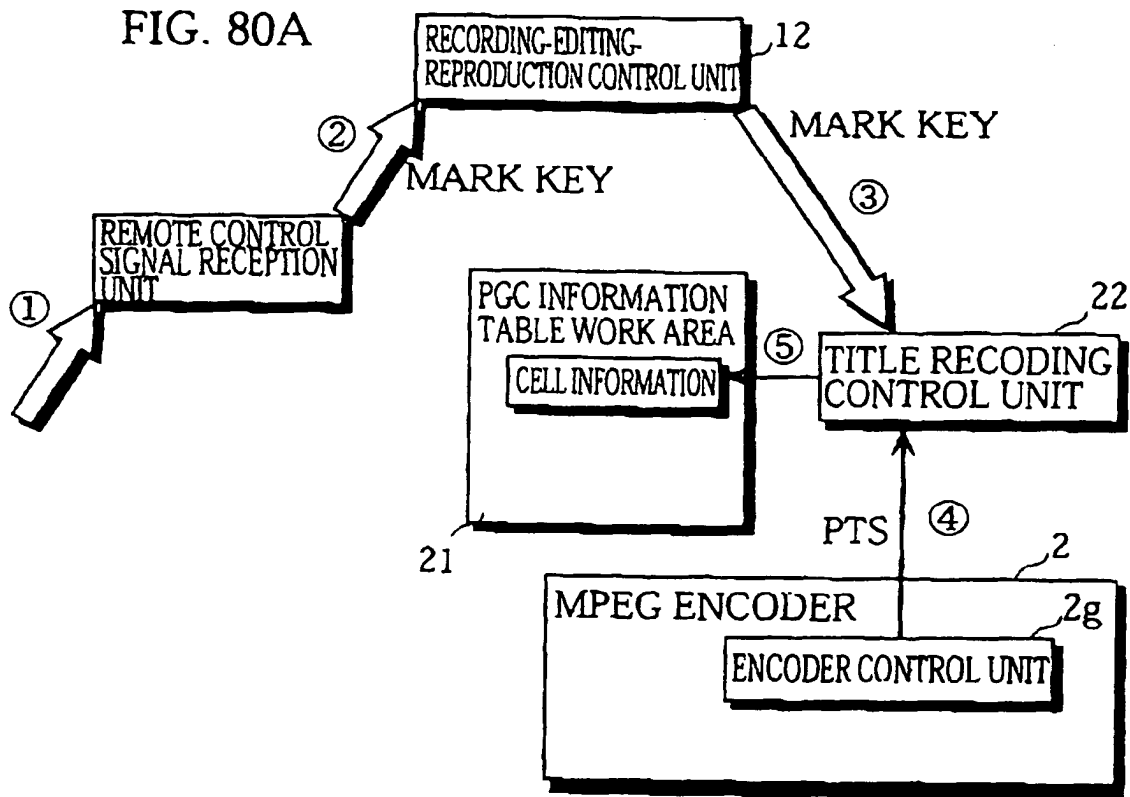 FIG. 80A
RECORDING-EDITING-
REPRODUCTION CONTROL UNIT
12
②
MARK KEY
MARK KEY
③
REMOTE CONTROL
SIGNAL RECEPTION
UNIT
①
PGC INFORMATION
TABLE WORK AREA
CELL INFORMATION
⑤
22
TITLE RECODING
CONTROL UNIT
21
PTS
④
2
MPEG ENCODER
2g
ENCODER CONTROL UNIT